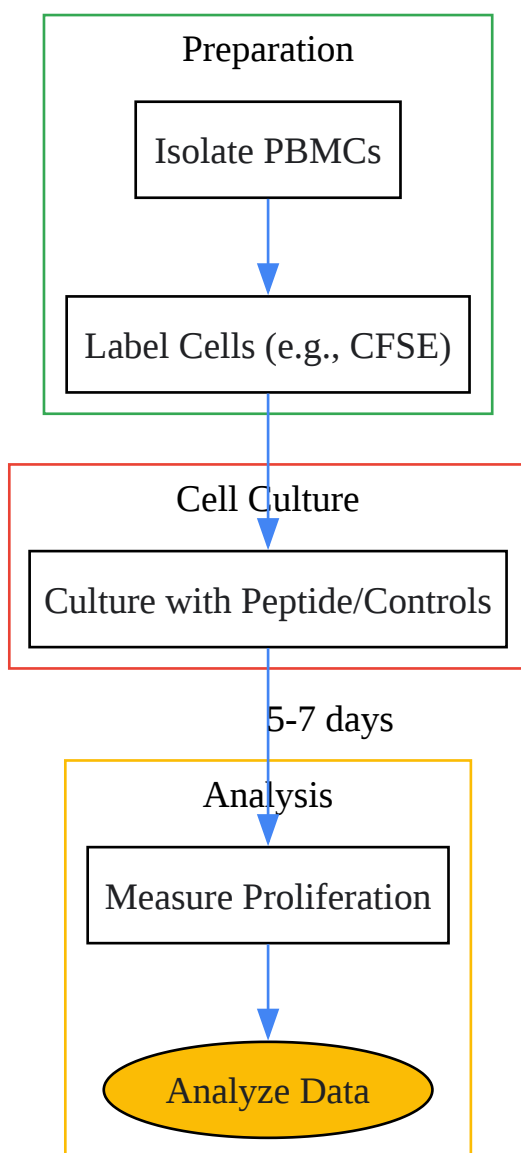 Preparation
Isolate PBMCs
Label Cells (e.g., CFSE)
Cell Culture
Culture with Peptide/Controls
5-7 days
Analysis
Measure Proliferation
Analyze Data